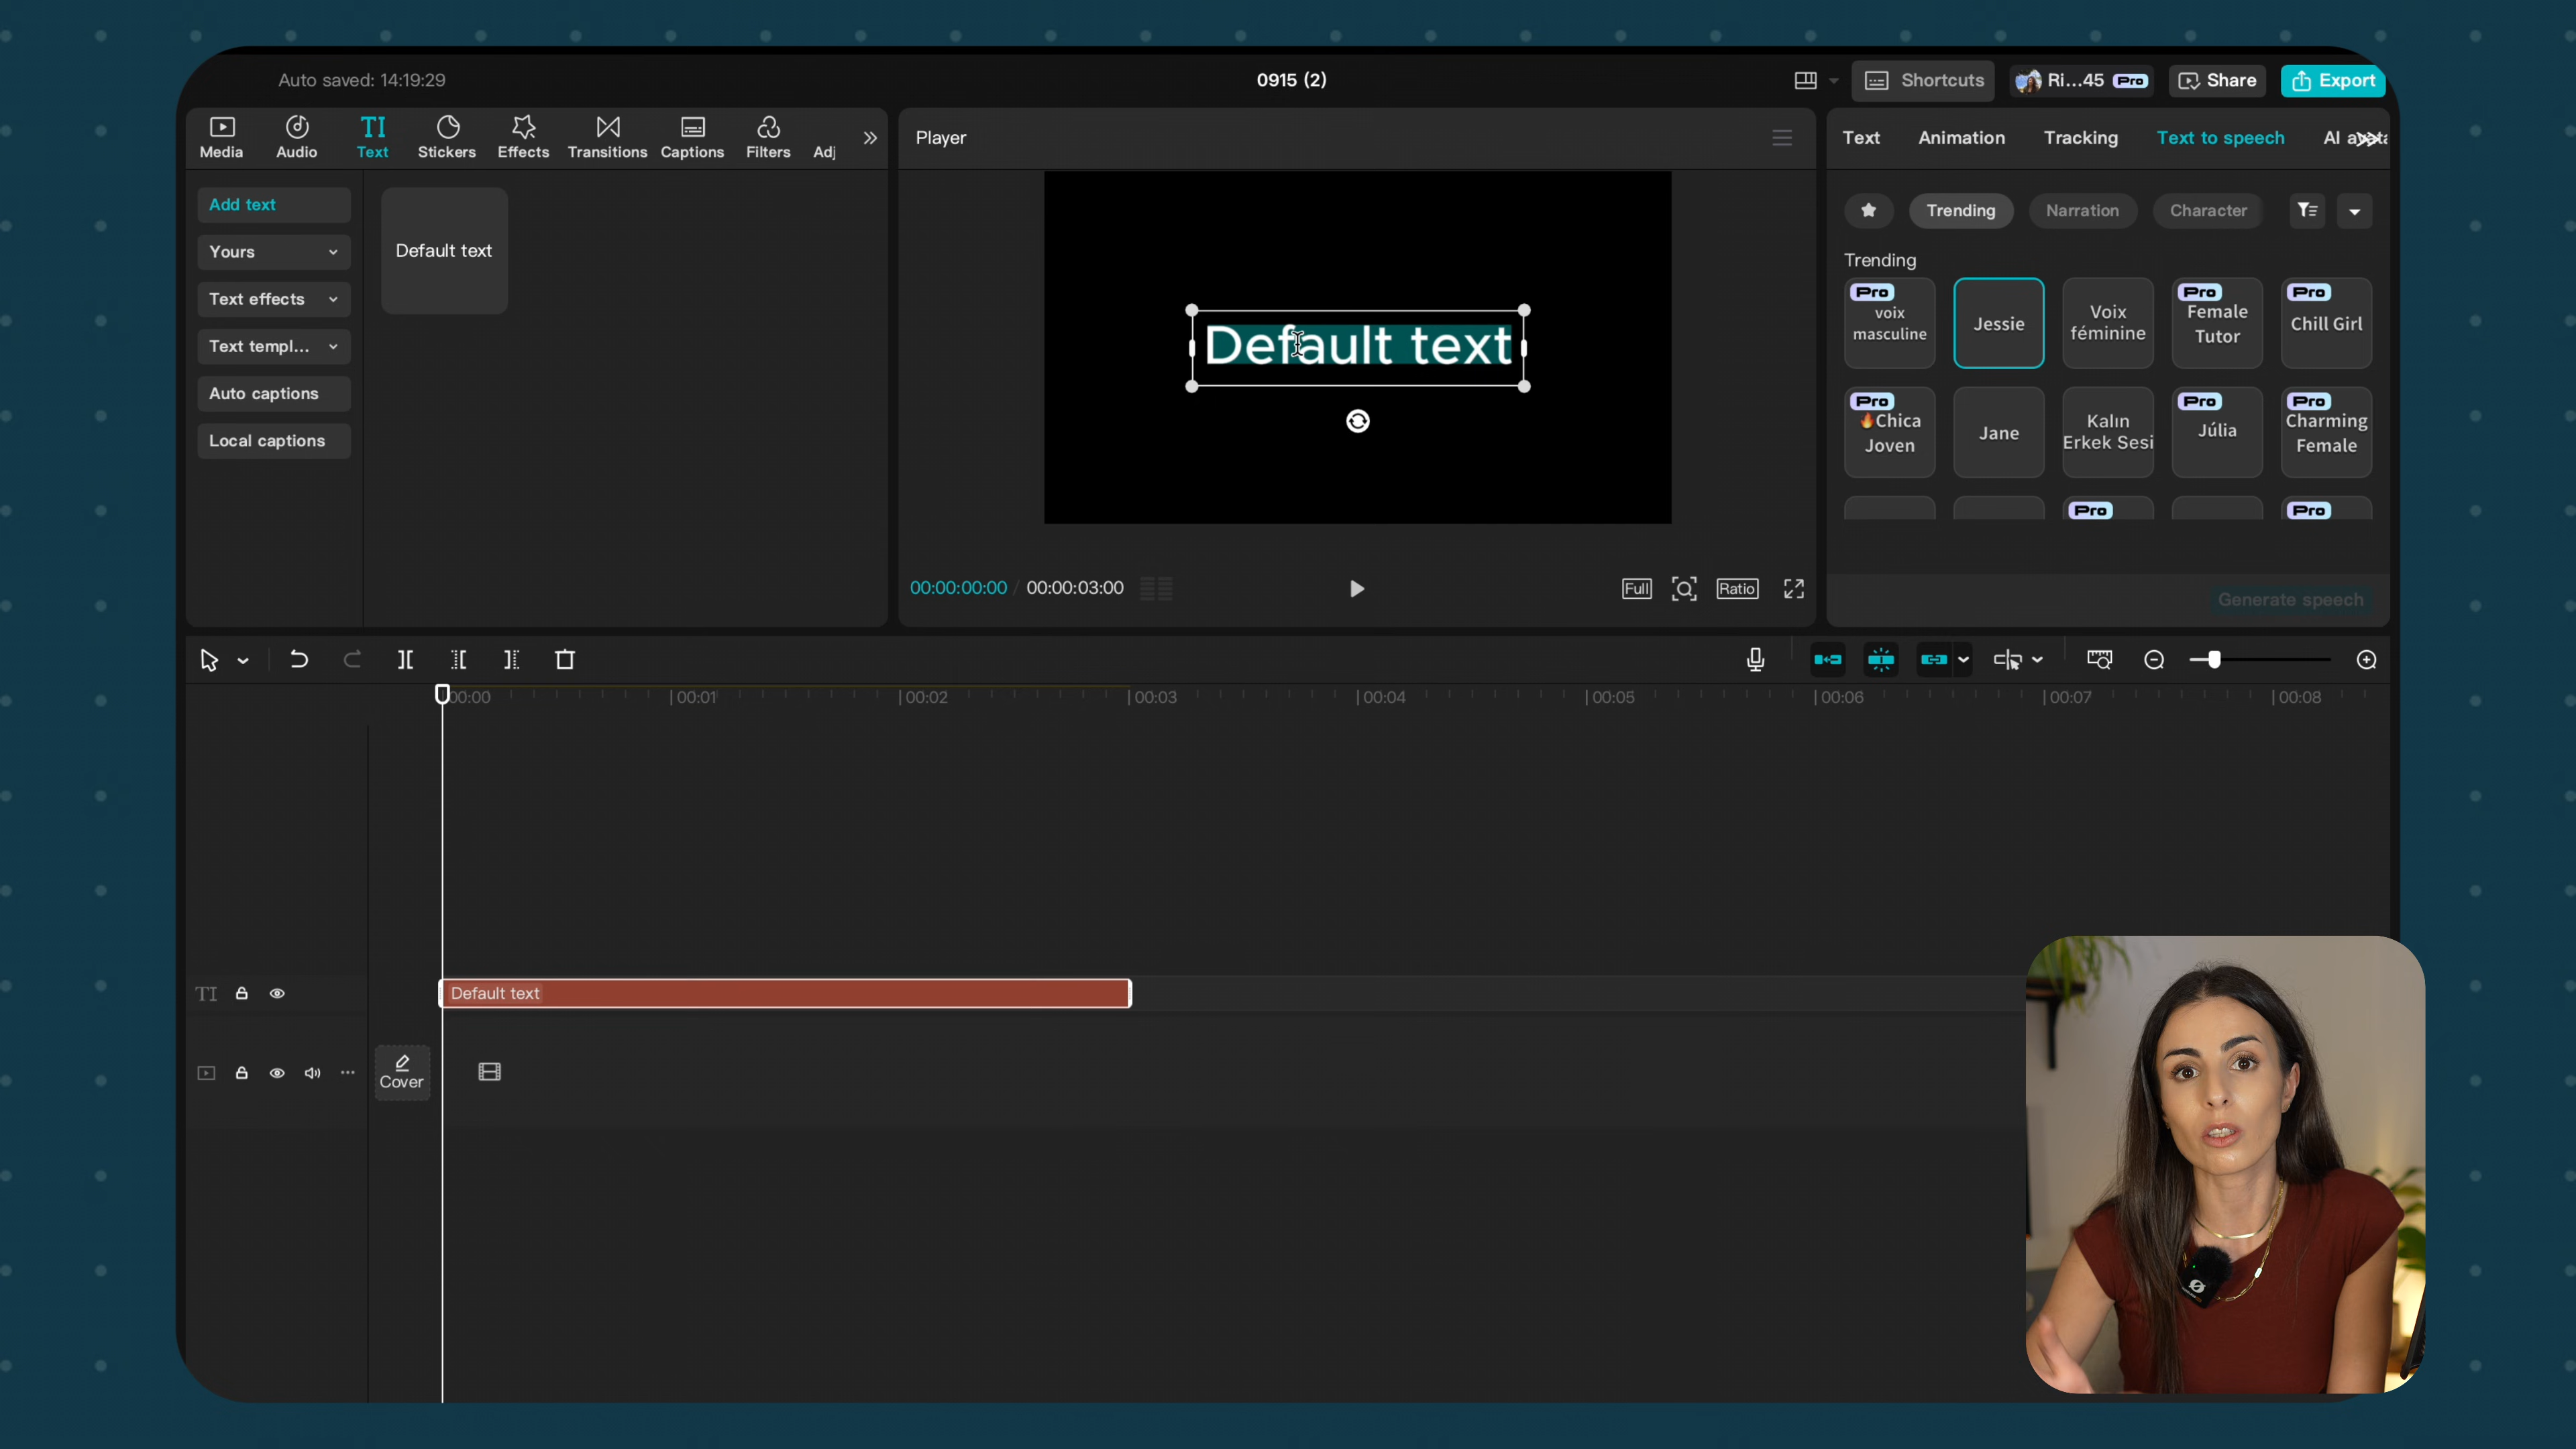 Auto saved: 14:19:29
0915 (2)
Shortcuts
Ri...45 Pro
Share
Export
Media
Audio
TI
Text
Stickers
Effects
Transitions
Captions
Filters
Adj
Add text
Yours
Text effects
Text templ...
Auto captions
Local captions
Default text
Player
Default text
00:00:00:00 / 00:00:03:00
Full
Ratio
Text
Animation
Tracking
Text to speech
AI
Trending
Narration
Character
Trending
Pro
voix
masculine
Jessie
Voix
féminine
Pro
Female
Tutor
Pro
Chill Girl
Pro
🔥Chica
Joven
Jane
Kalın
Erkek Sesi
Pro
Júlia
Pro
Charming
Female
Pro
Pro
Generate speech
00:00
00:01
00:02
00:03
00:04
00:05
00:06
00:07
00:08
TI
Default text
Cover